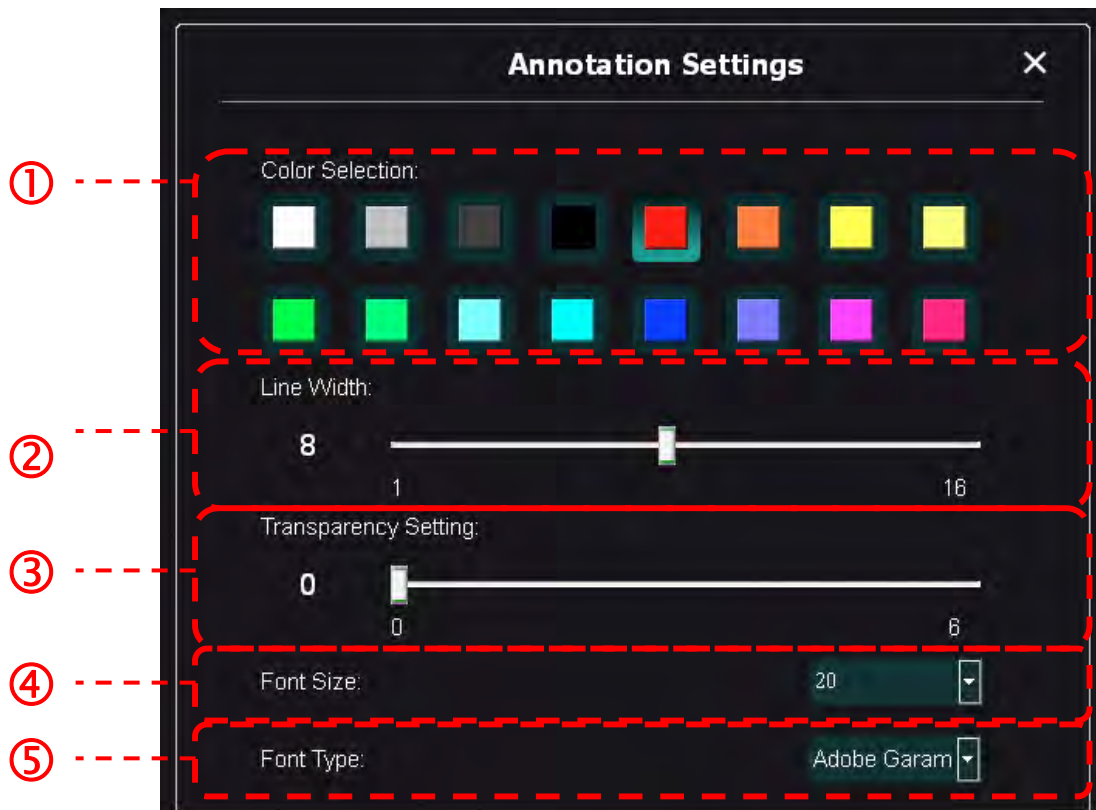 Annotation Settings ×
① Color Selection:
Line Width:
② 8
1 16
Transparency Setting:
③ 0
0 6
④ Font Size: 20
⑤ Font Type: Adobe Garam